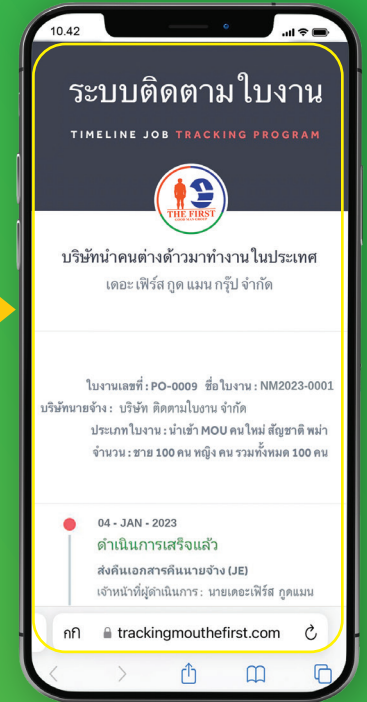 10.42
ระบบติดตามใบงาน
TIMELINE JOB TRACKING PROGRAM
THE FIRST
บริษัทนำคนต่างด้าวมาทำงานในประเทศ
เดอะ เฟิร์ส กูด แมน กรุ๊ป จำกัด
ใบงานเลขที่ : PO-0009 ชื่อใบงาน : NM2023-0001
บริษัทนายจ้าง : บริษัท ติดตามใบงาน จำกัด
ประเภทใบงาน : นำเข้า MOU คนใหม่ สัญชาติ พม่า
จำนวน : ชาย 100 คน หญิง คน รวมทั้งหมด 100 คน
04 - JAN - 2023
ดำเนินการเสร็จแล้ว
ส่งคืนเอกสารคืนนายจ้าง (JE)
เจ้าหน้าที่ผู้ดำเนินการ : นายเดอะเฟิร์ส กูดแมน
กก trackingmouthefirst.com